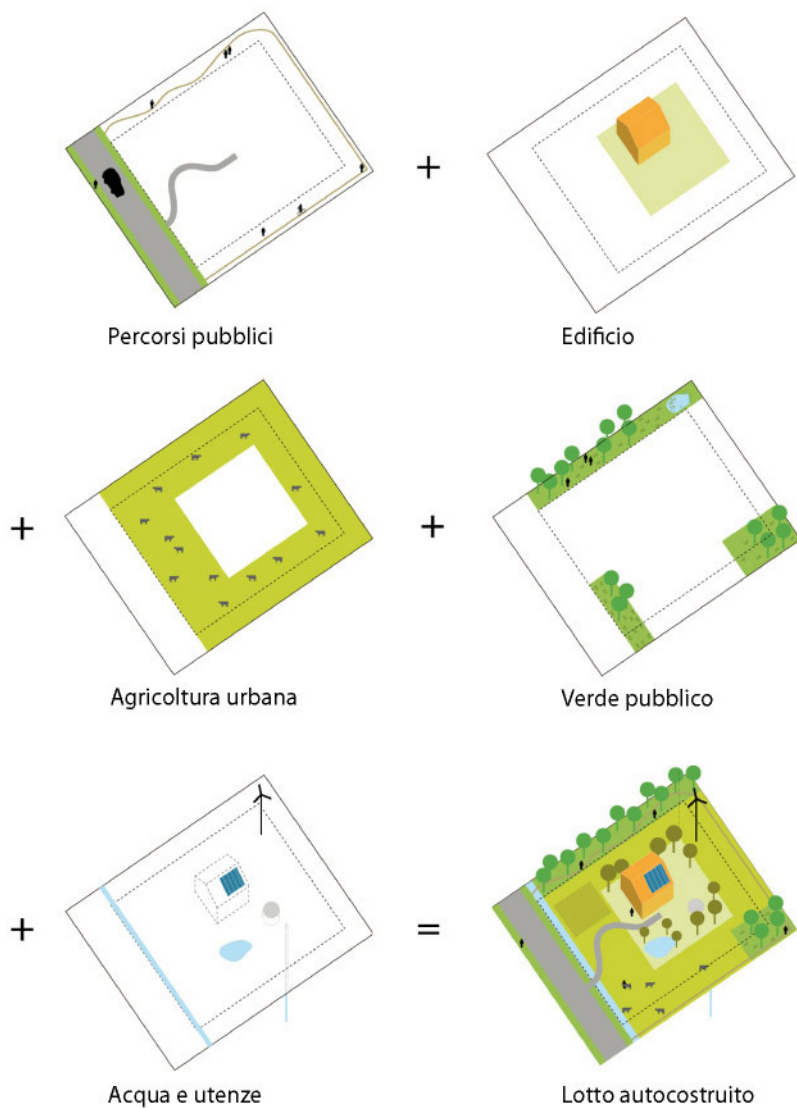 Percorsi pubblici
+
Edificio
+
Agricoltura urbana
+
Verde pubblico
+
Acqua e utenze
=
Lotto autocostruito